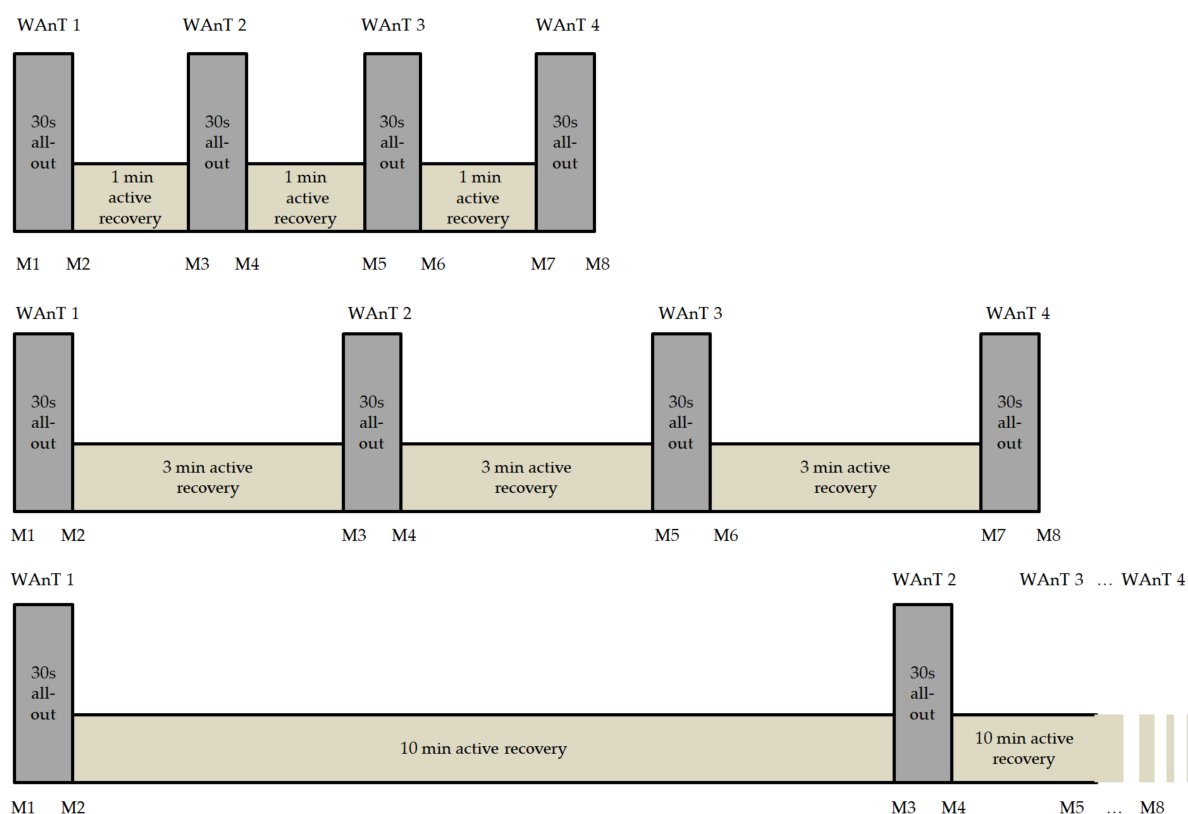 WAnT 1 WAnT 2 WAnT 3 WAnT 4
30s 30s 30s 30s
all- all- all- all-
out out out out
1 min 1 min 1 min
active active active
recovery recovery recovery
M1 M2 M3 M4 M5 M6 M7 M8
WAnT 1 WAnT 2 WAnT 3 WAnT 4
30s 30s 30s 30s
all- all- all- all-
out out out out
3 min active 3 min active 3 min active
recovery recovery recovery
M1 M2 M3 M4 M5 M6 M7 M8
WAnT 1 WAnT 2 WAnT 3 … WAnT 4
30s 30s
all- all-
out out
10 min active recovery 10 min active
recovery
M1 M2 M3 M4 M5 … M8